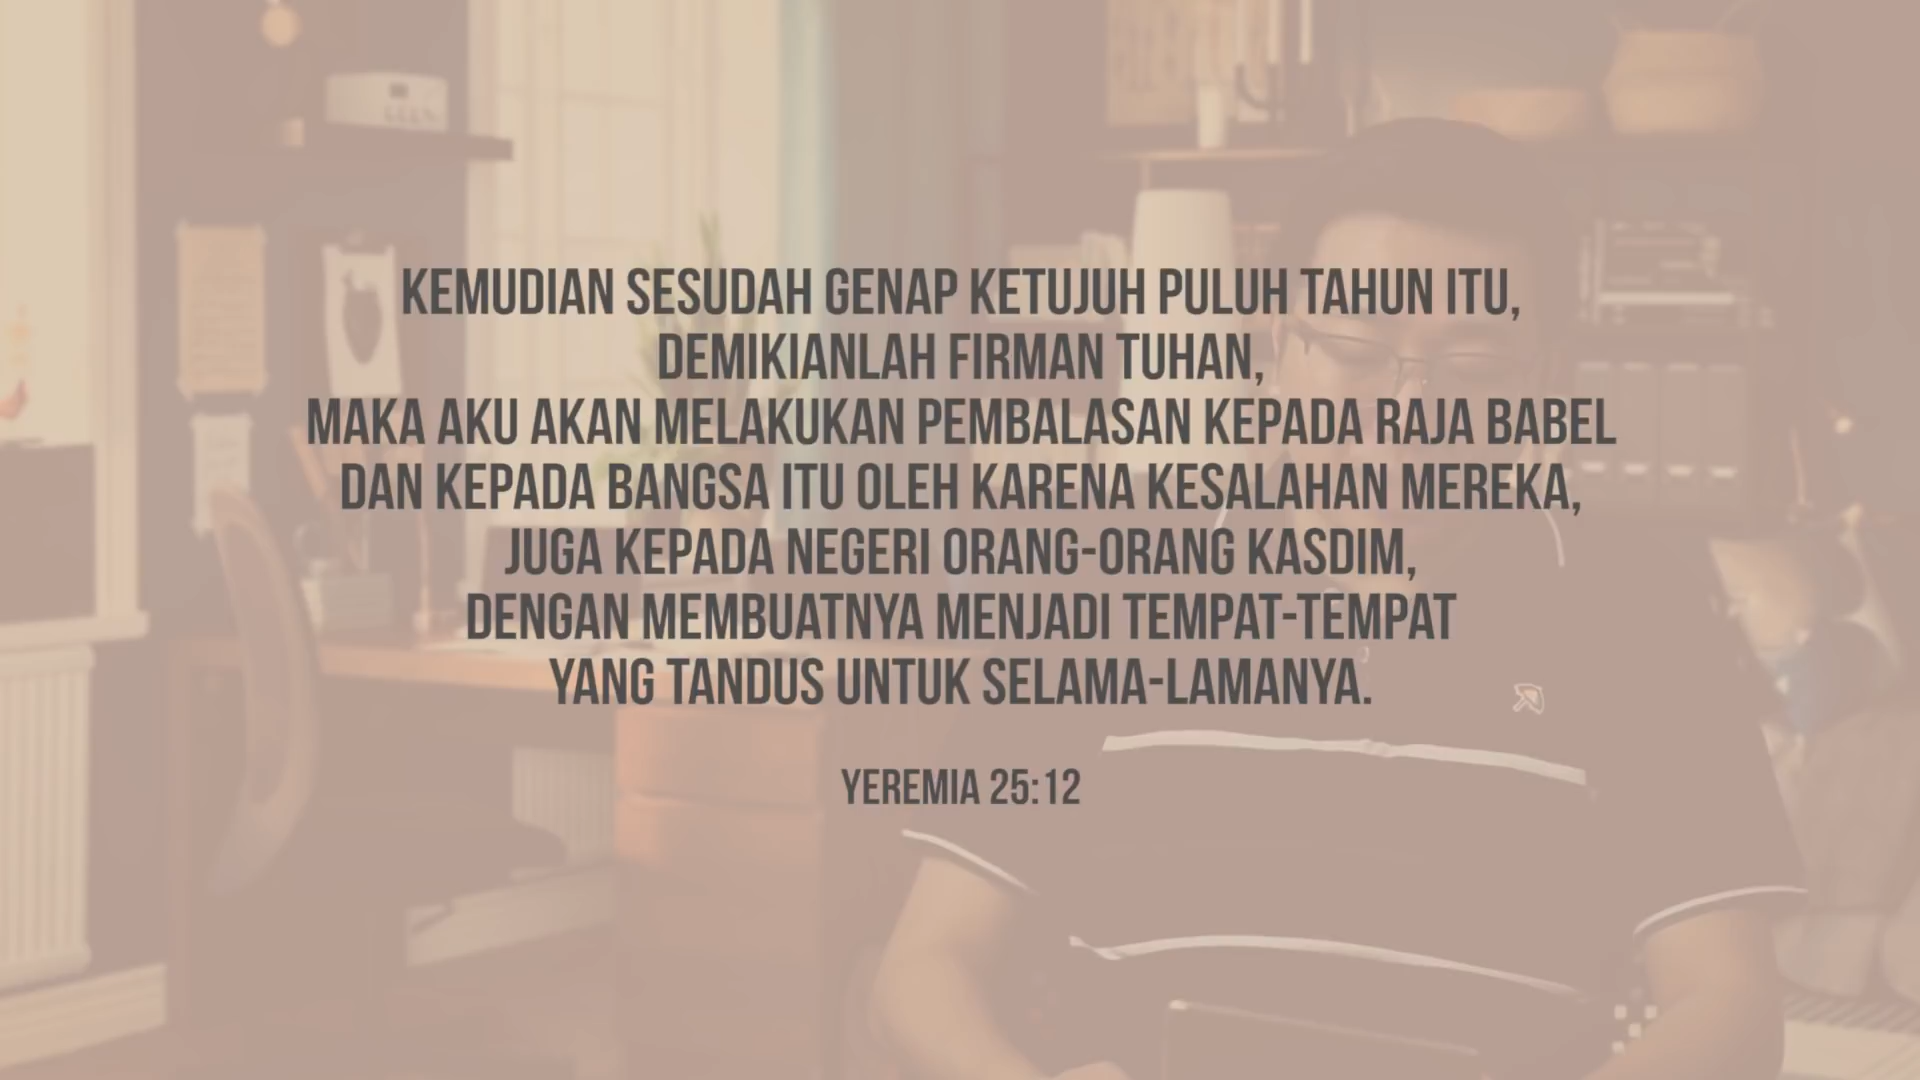 KEMUDIAN SESUDAH GENAP KETUJUH PULUH TAHUN ITU,
DEMIKIANLAH FIRMAN TUHAN,
MAKA AKU AKAN MELAKUKAN PEMBALASAN KEPADA RAJA BABEL
DAN KEPADA BANGSA ITU OLEH KARENA KESALAHAN MEREKA,
JUGA KEPADA NEGERI ORANG-ORANG KASDIM,
DENGAN MEMBUATNYA MENJADI TEMPAT-TEMPAT
YANG TANDUS UNTUK SELAMA-LAMANYA.
YEREMIA 25:12